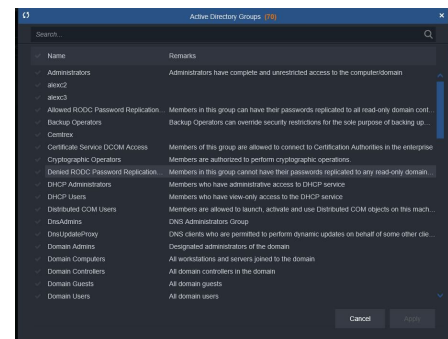 Active Directory Groups (76)
Search...
Name Remarks
Administrators Administrators have complete and unrestricted access to the computer/domain
alexc2
alexc3
Allowed RODC Password Replication... Members in this group can have their passwords replicated to all read-only domain cont...
Backup Operators Backup Operators can override security restrictions for the sole purpose of backing up...
Cemtrex
Certificate Service DCOM Access Members of this group are allowed to connect to Certification Authorities in the enterprise
Cryptographic Operators Members are authorized to perform cryptographic operations.
Denied RODC Password Replication... Members in this group cannot have their passwords replicated to any read-only domain...
DHCP Administrators Members who have administrative access to DHCP service
DHCP Users Members who have view-only access to the DHCP service
Distributed COM Users Members are allowed to launch, activate and use Distributed COM objects on this mach...
DnsAdmins DNS Administrators Group
DnsUpdateProxy DNS clients who are permitted to perform dynamic updates on behalf of some other clie...
Domain Admins Designated administrators of the domain
Domain Computers All workstations and servers joined to the domain
Domain Controllers All domain controllers in the domain
Domain Guests All domain guests
Domain Users All domain users
Cancel Apply